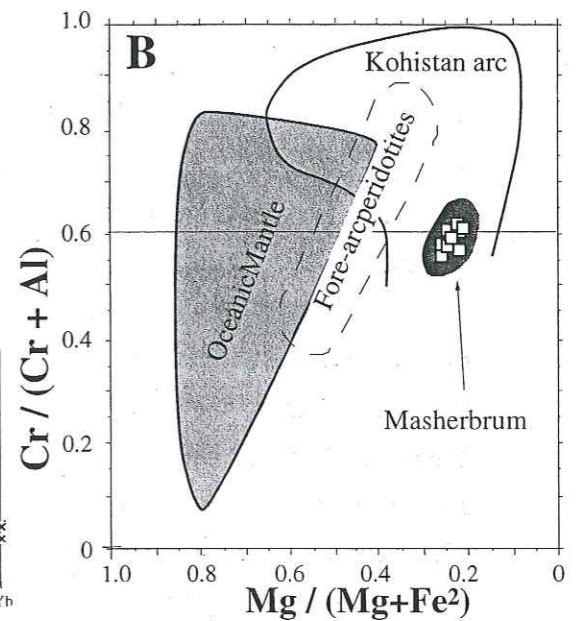 B
Kohistan arc
Fore-arcperidotites
OceanicMantle
Masherbrum
Cr / (Cr + Al)
1.0
0.8
0.6
0.4
0.2
0
1.0 0.8 0.6 0.4 0.2 0
Mg / (Mg+Fe²)
Yb